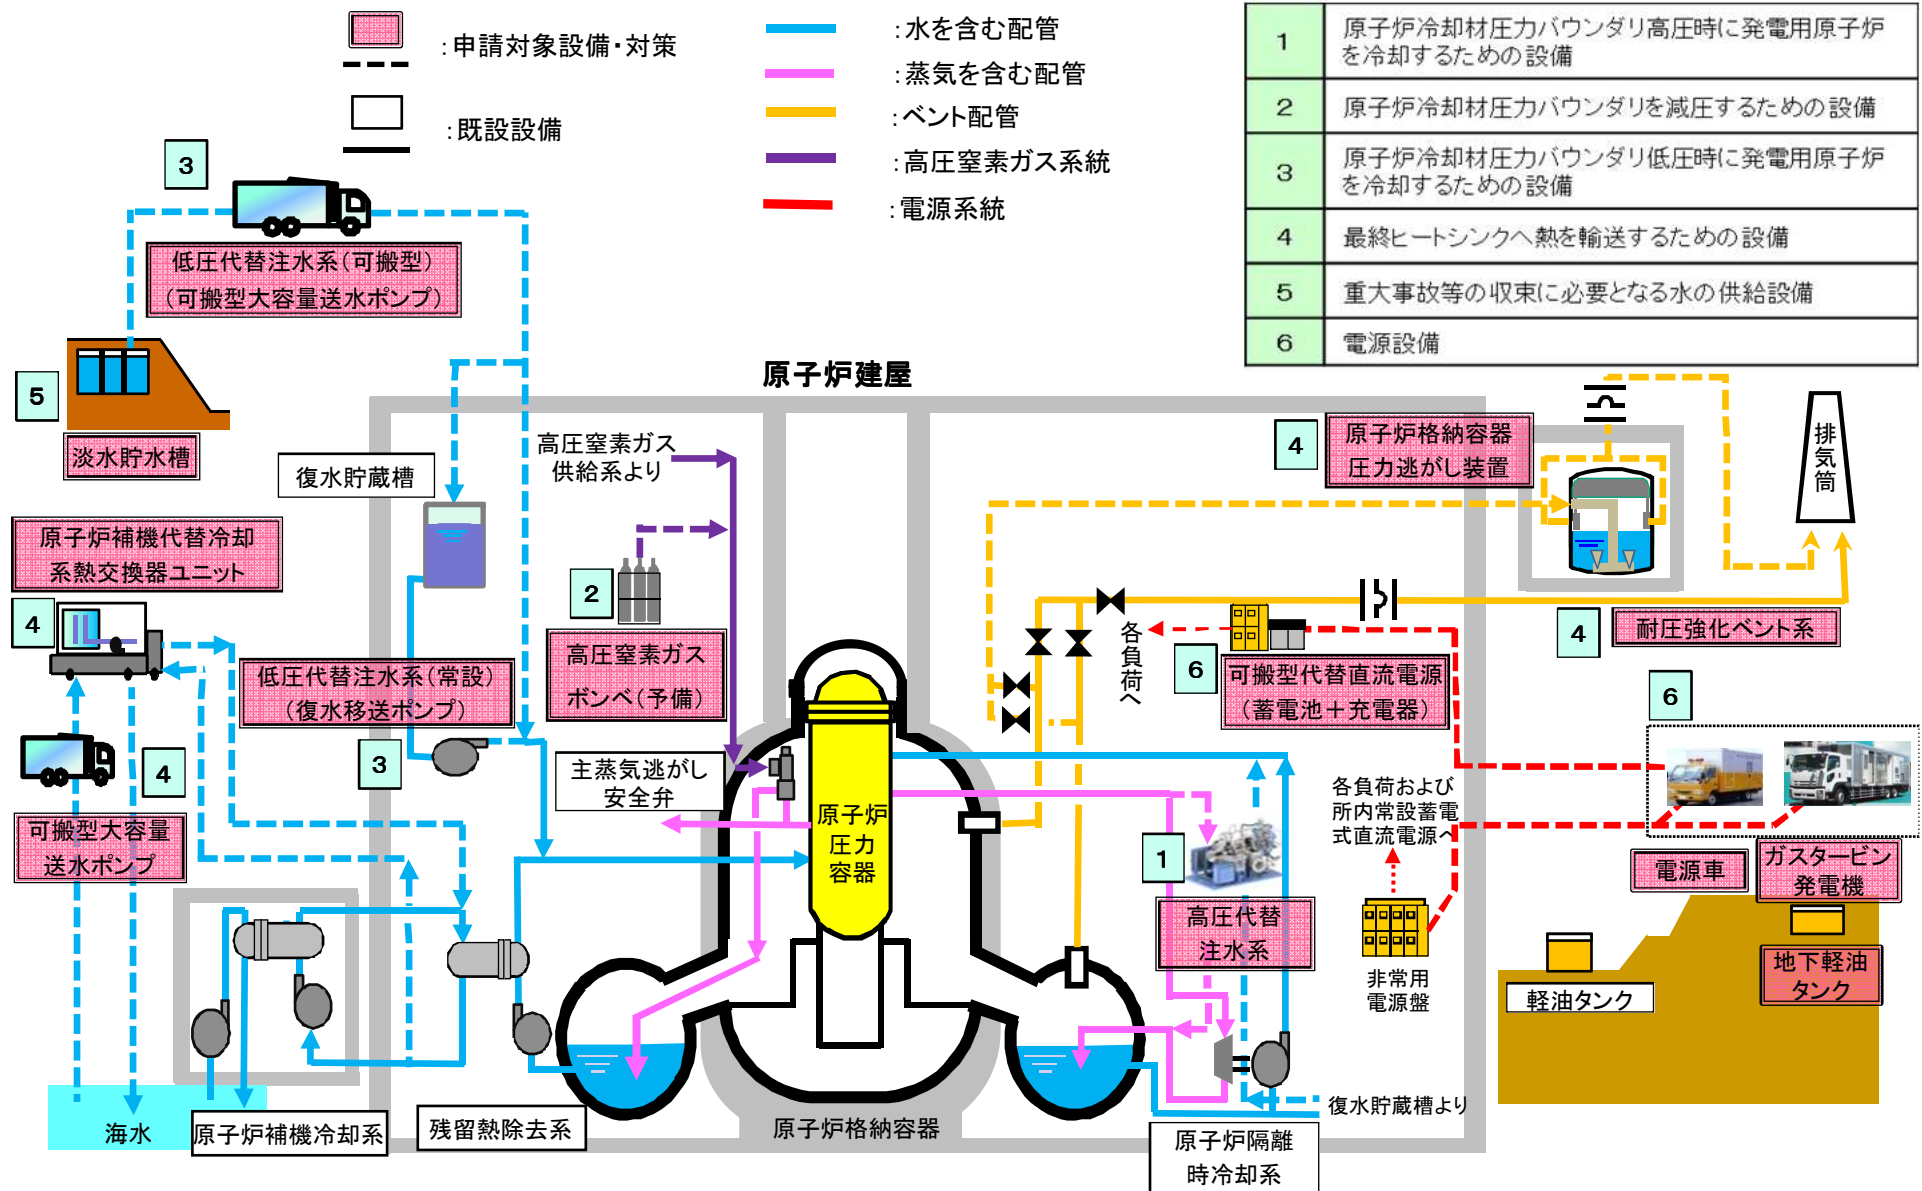 :申請対象設備・対策
:既設設備
:水を含む配管
:蒸気を含む配管
:ベント配管
:高圧窒素ガス系統
:電源系統
1
原子炉冷却材圧力バウンダリ高圧時に発電用原子炉
を冷却するための設備
2
原子炉冷却材圧力バウンダリを減圧するための設備
3
原子炉冷却材圧力バウンダリ低圧時に発電用原子炉
を冷却するための設備
4
最終ヒートシンクへ熱を輸送するための設備
5
重大事故等の収束に必要となる水の供給設備
6
電源設備
3
低圧代替注水系(可搬型)
(可搬型大容量送水ポンプ)
5
淡水貯水槽
原子炉建屋
復水貯蔵槽
高圧窒素ガス
供給系より
4
原子炉格納容器
圧力逃がし装置
排気筒
原子炉補機代替冷却
系熱交換器ユニット
4
2
高圧窒素ガス
ボンベ(予備)
低圧代替注水系(常設)
(復水移送ポンプ)
3
各負荷へ
6
可搬型代替直流電源
(蓄電池+充電器)
4
耐圧強化ベント系
6
4
可搬型大容量
送水ポンプ
主蒸気逃がし
安全弁
原子炉
圧力
容器
1
高圧代替
注水系
各負荷および
所内常設蓄電
式直流電源へ
非常用
電源盤
電源車
ガスタービン
発電機
軽油タンク
地下軽油
タンク
海水
原子炉補機冷却系
残留熱除去系
原子炉格納容器
復水貯蔵槽より
原子炉隔離
時冷却系